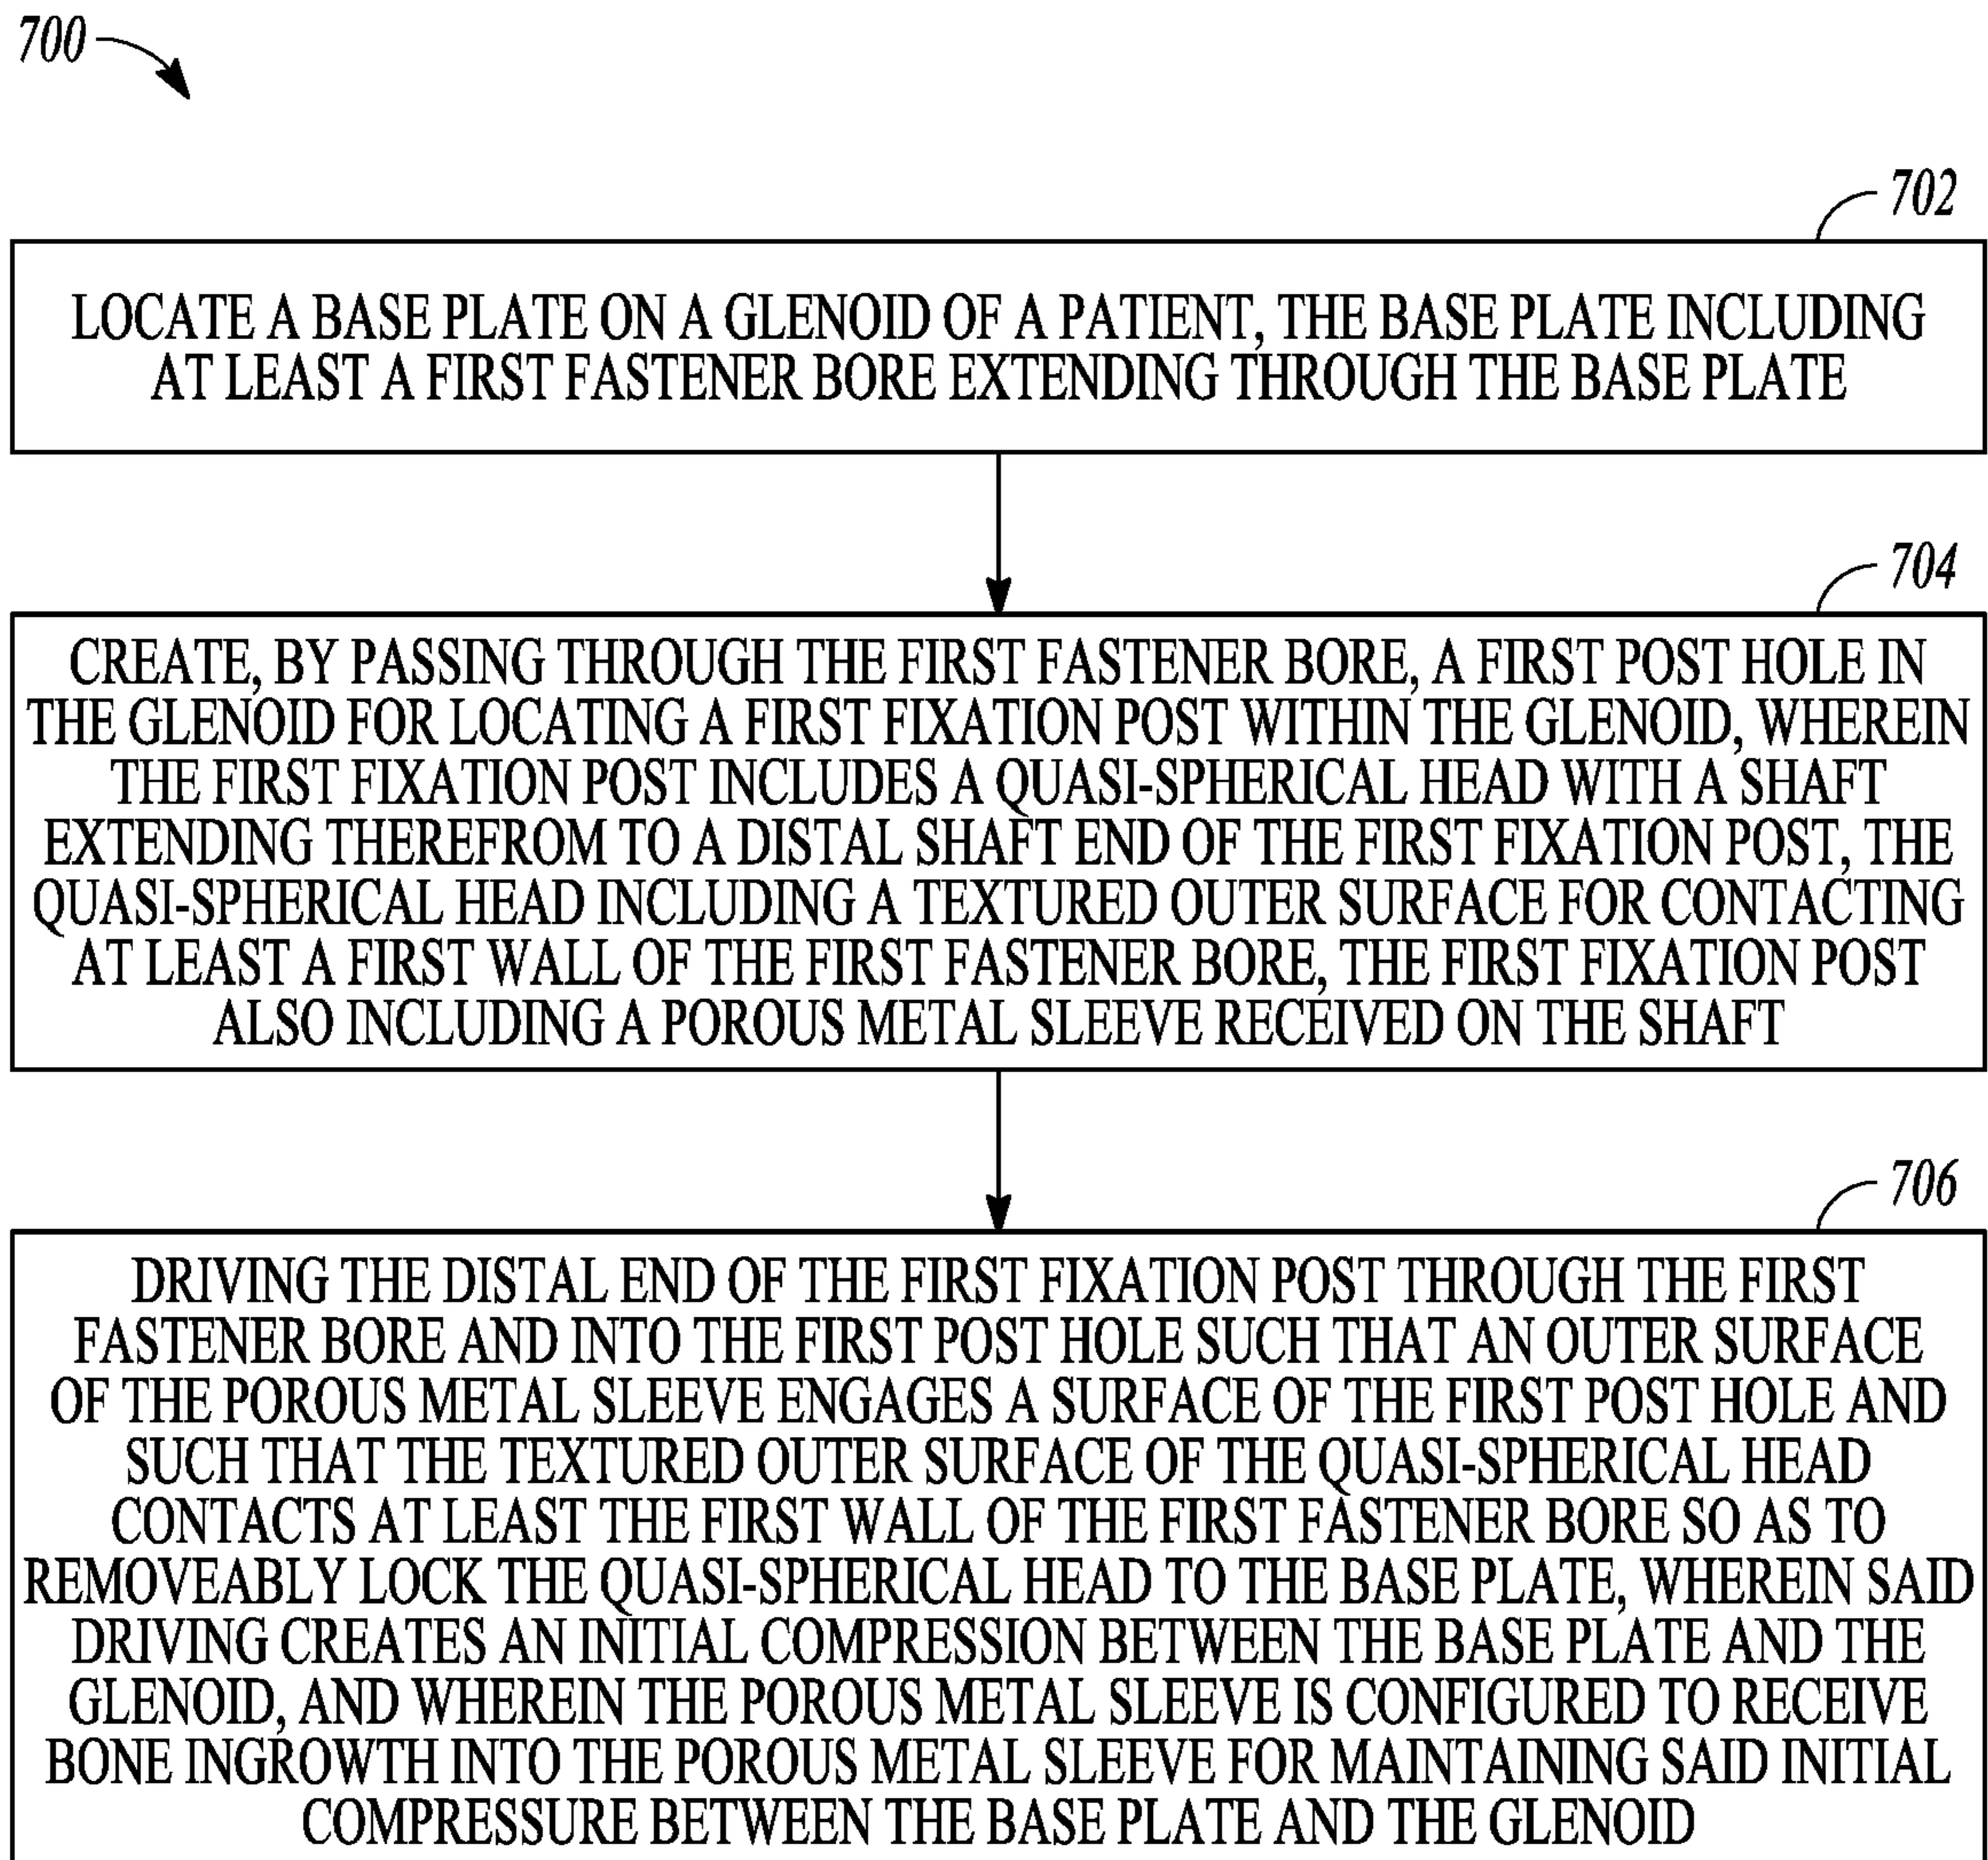 700
702
LOCATE A BASE PLATE ON A GLENOID OF A PATIENT, THE BASE PLATE INCLUDING
AT LEAST A FIRST FASTENER BORE EXTENDING THROUGH THE BASE PLATE
704
CREATE, BY PASSING THROUGH THE FIRST FASTENER BORE, A FIRST POST HOLE IN
THE GLENOID FOR LOCATING A FIRST FIXATION POST WITHIN THE GLENOID, WHEREIN
THE FIRST FIXATION POST INCLUDES A QUASI-SPHERICAL HEAD WITH A SHAFT
EXTENDING THEREFROM TO A DISTAL SHAFT END OF THE FIRST FIXATION POST, THE
QUASI-SPHERICAL HEAD INCLUDING A TEXTURED OUTER SURFACE FOR CONTACTING
AT LEAST A FIRST WALL OF THE FIRST FASTENER BORE, THE FIRST FIXATION POST
ALSO INCLUDING A POROUS METAL SLEEVE RECEIVED ON THE SHAFT
706
DRIVING THE DISTAL END OF THE FIRST FIXATION POST THROUGH THE FIRST
FASTENER BORE AND INTO THE FIRST POST HOLE SUCH THAT AN OUTER SURFACE
OF THE POROUS METAL SLEEVE ENGAGES A SURFACE OF THE FIRST POST HOLE AND
SUCH THAT THE TEXTURED OUTER SURFACE OF THE QUASI-SPHERICAL HEAD
CONTACTS AT LEAST THE FIRST WALL OF THE FIRST FASTENER BORE SO AS TO
REMOVEABLY LOCK THE QUASI-SPHERICAL HEAD TO THE BASE PLATE, WHEREIN SAID
DRIVING CREATES AN INITIAL COMPRESSION BETWEEN THE BASE PLATE AND THE
GLENOID, AND WHEREIN THE POROUS METAL SLEEVE IS CONFIGURED TO RECEIVE
BONE INGROWTH INTO THE POROUS METAL SLEEVE FOR MAINTAINING SAID INITIAL
COMPRESSURE BETWEEN THE BASE PLATE AND THE GLENOID